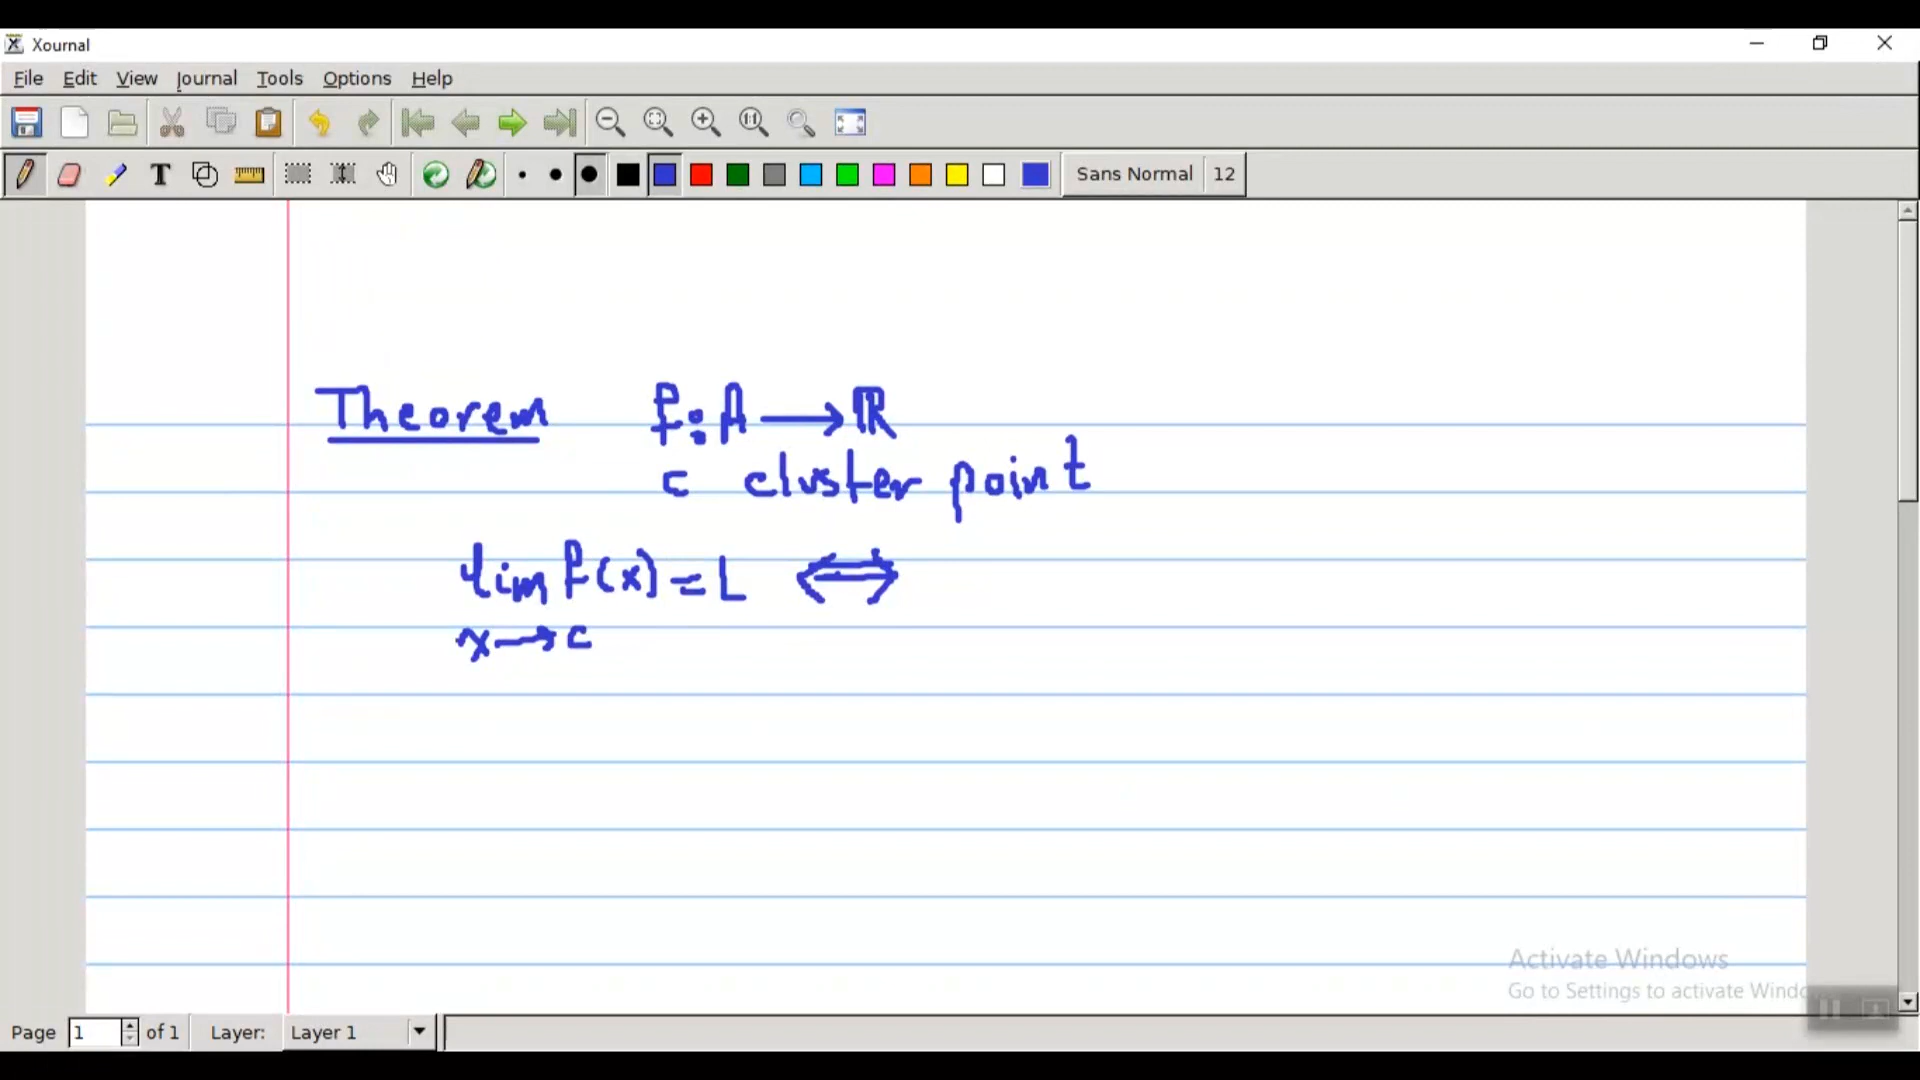 Xournal
File Edit View Journal Tools Options Help
T Sans Normal 12
Theorem f: A → ℝ
c cluster point
lim f(x) = L ⟺
x → c
Activate Windows
Go to Settings to activate Windo
Page 1 of 1 Layer: Layer 1